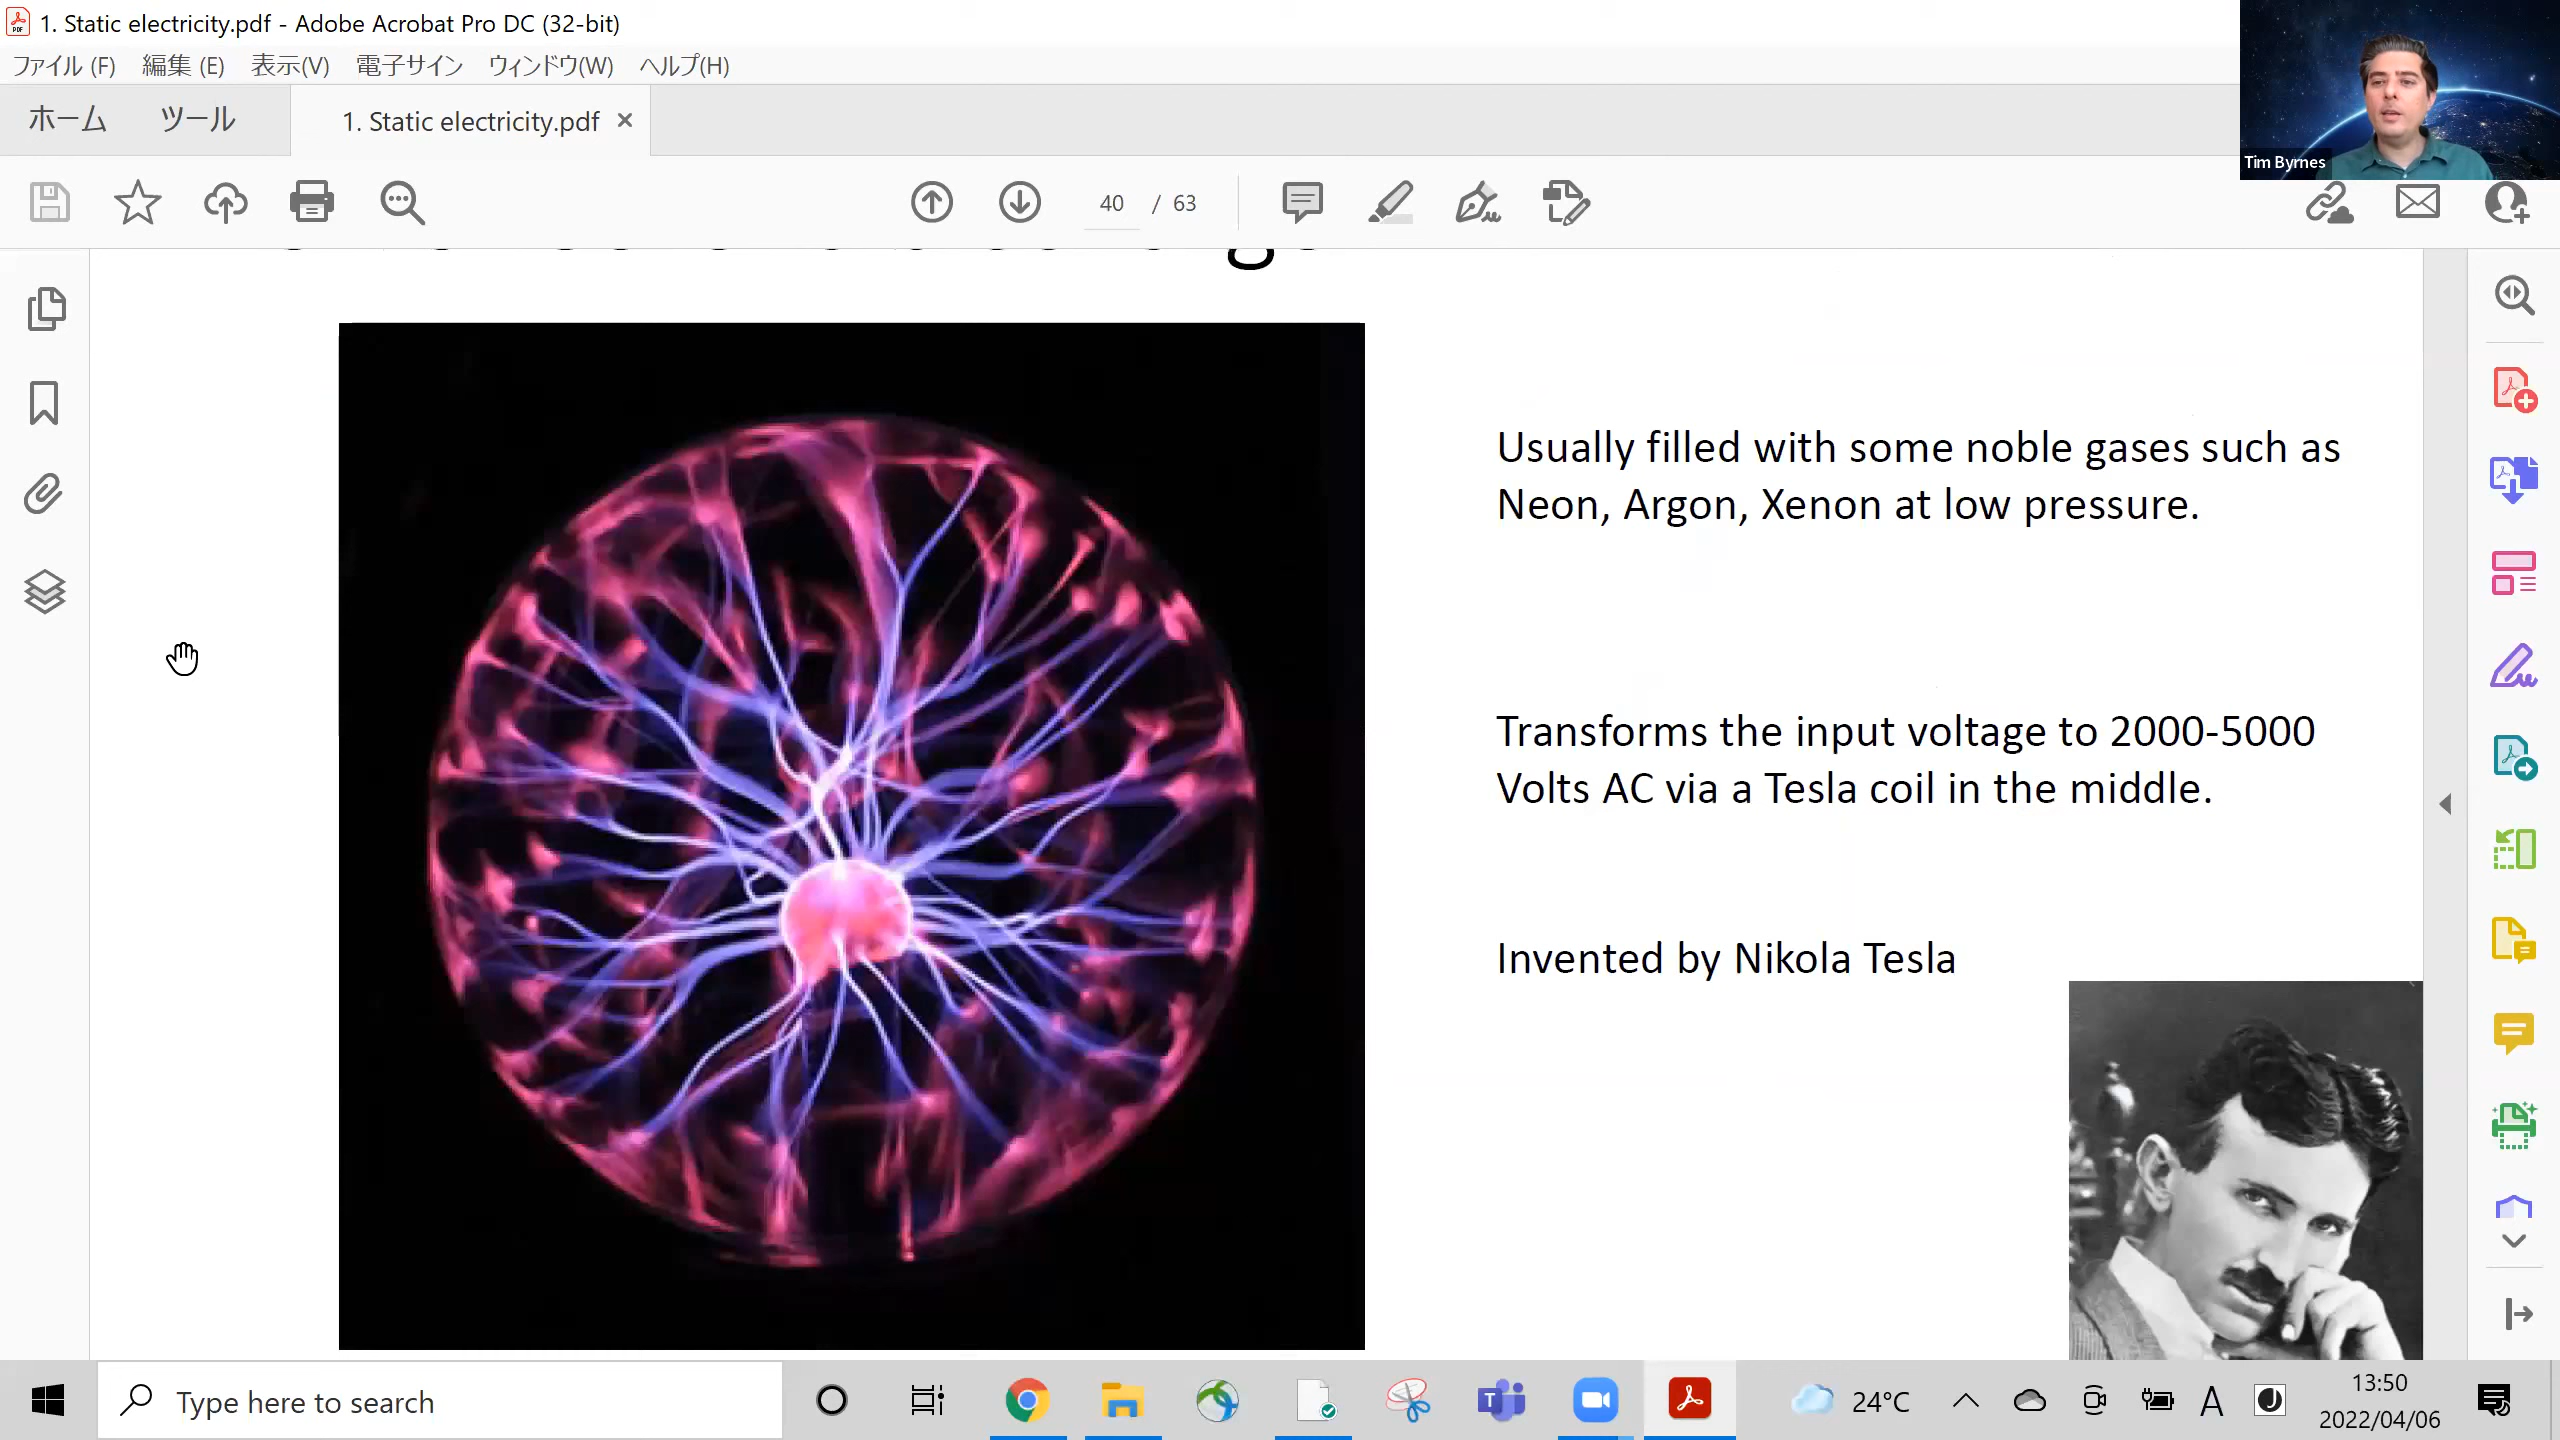 1. Static electricity.pdf - Adobe Acrobat Pro DC (32-bit)
ファイル (F) 編集 (E) 表示(V) 電子サイン ウィンドウ(W) ヘルプ(H)
ホーム ツール 1. Static electricity.pdf ×
Tim Byrnes
40 / 63
Usually filled with some noble gases such as
Neon, Argon, Xenon at low pressure.
Transforms the input voltage to 2000-5000
Volts AC via a Tesla coil in the middle.
Invented by Nikola Tesla
Type here to search
24°C
A
13:50
2022/04/06